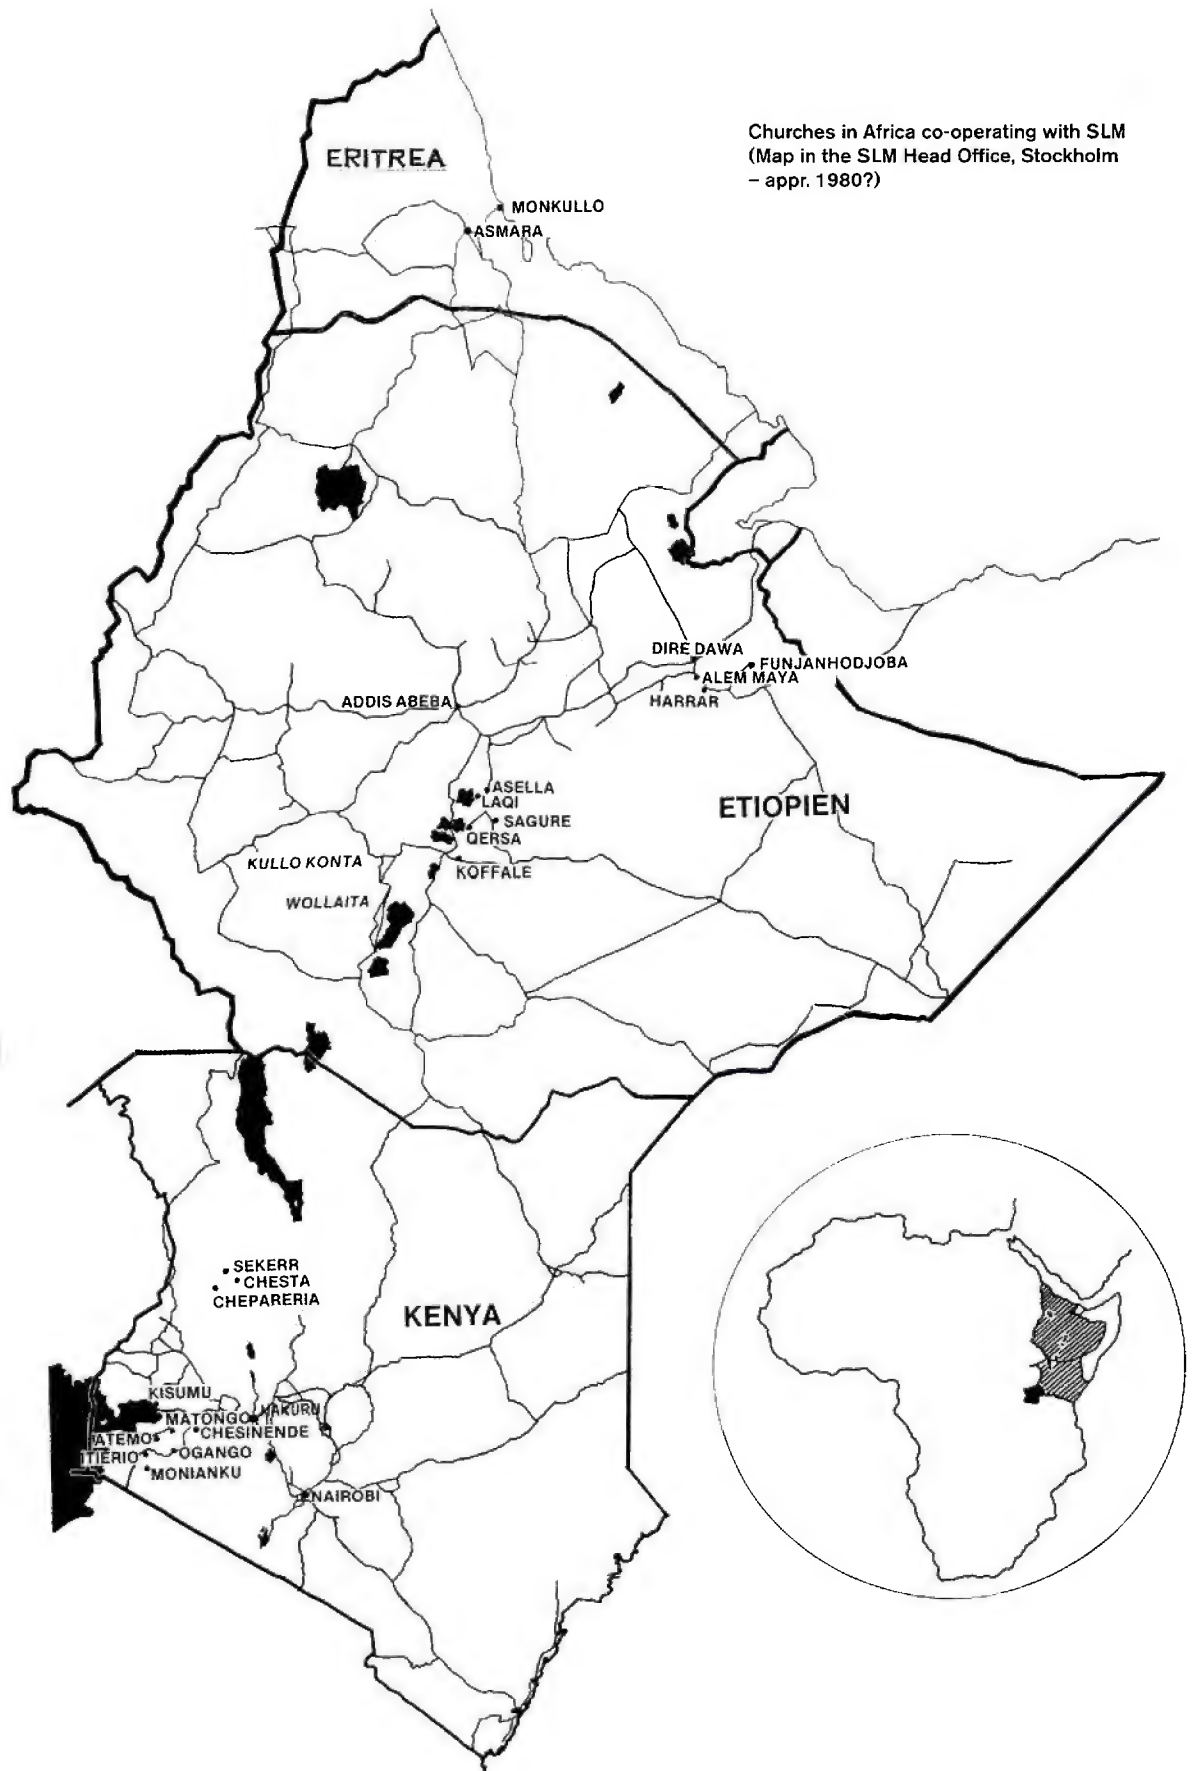 Churches in Africa co-operating with SLM
(Map in the SLM Head Office, Stockholm
– appr. 1980?)
ERITREA
MONKULLO
ASMARA
DIRE DAWA
FUNJANHODJOBA
ALEM MAYA
HARRAR
ADDIS ABEBA
ASELLA
LAQI
ETIOPIEN
SAGURE
QERSA
KULLO KONTA
KOFFALE
WOLLAITA
SEKERR
CHESTA
CHEPARERIA
KENYA
KISUMU
NAKURU
MATONGO
CHESINENDE
ATEMO
OGANGO
ITIERIO
MONIANKU
NAIROBI